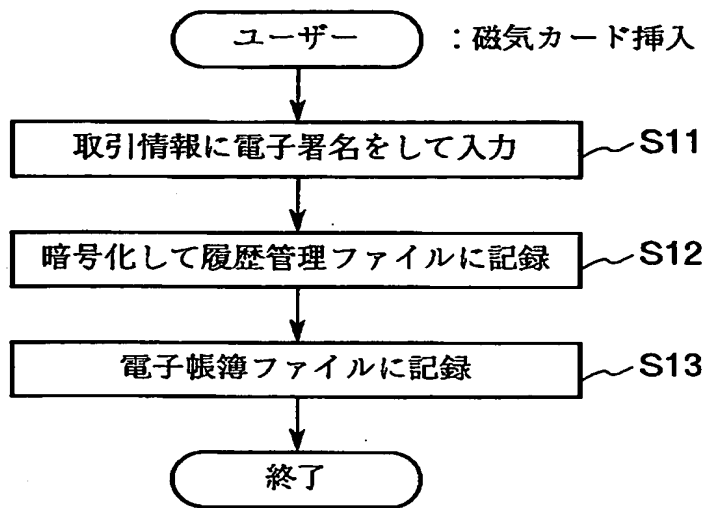 ユーザー :磁気カード挿入
取引情報に電子署名をして入力 S11
暗号化して履歴管理ファイルに記録 S12
電子帳簿ファイルに記録 S13
終了